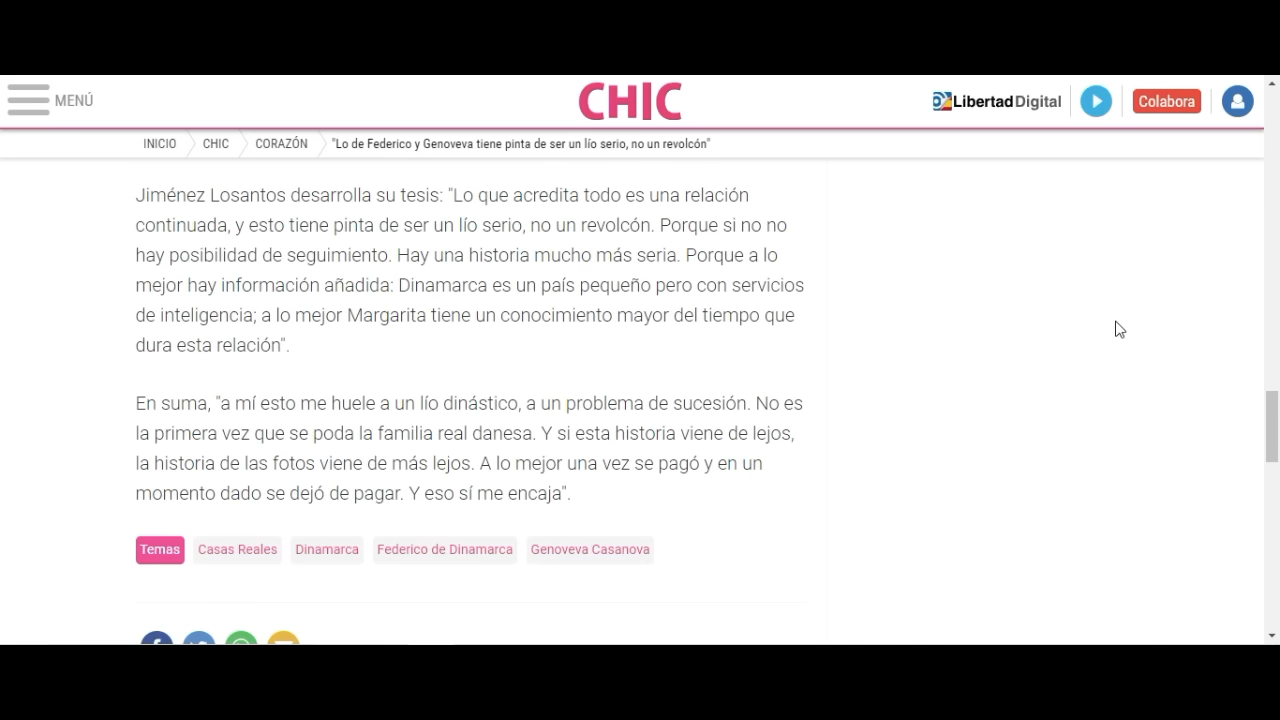 MENÚ
CHIC
Libertad Digital
Colabora
INICIO
CHIC
CORAZÓN
"Lo de Federico y Genoveva tiene pinta de ser un lío serio, no un revolcón"
Jiménez Losantos desarrolla su tesis: "Lo que acredita todo es una relación
continuada, y esto tiene pinta de ser un lío serio, no un revolcón. Porque si no no
hay posibilidad de seguimiento. Hay una historia mucho más seria. Porque a lo
mejor hay información añadida: Dinamarca es un país pequeño pero con servicios
de inteligencia; a lo mejor Margarita tiene un conocimiento mayor del tiempo que
dura esta relación".
En suma, "a mí esto me huele a un lío dinástico, a un problema de sucesión. No es
la primera vez que se poda la familia real danesa. Y si esta historia viene de lejos,
la historia de las fotos viene de más lejos. A lo mejor una vez se pagó y en un
momento dado se dejó de pagar. Y eso sí me encaja".
Temas
Casas Reales
Dinamarca
Federico de Dinamarca
Genoveva Casanova